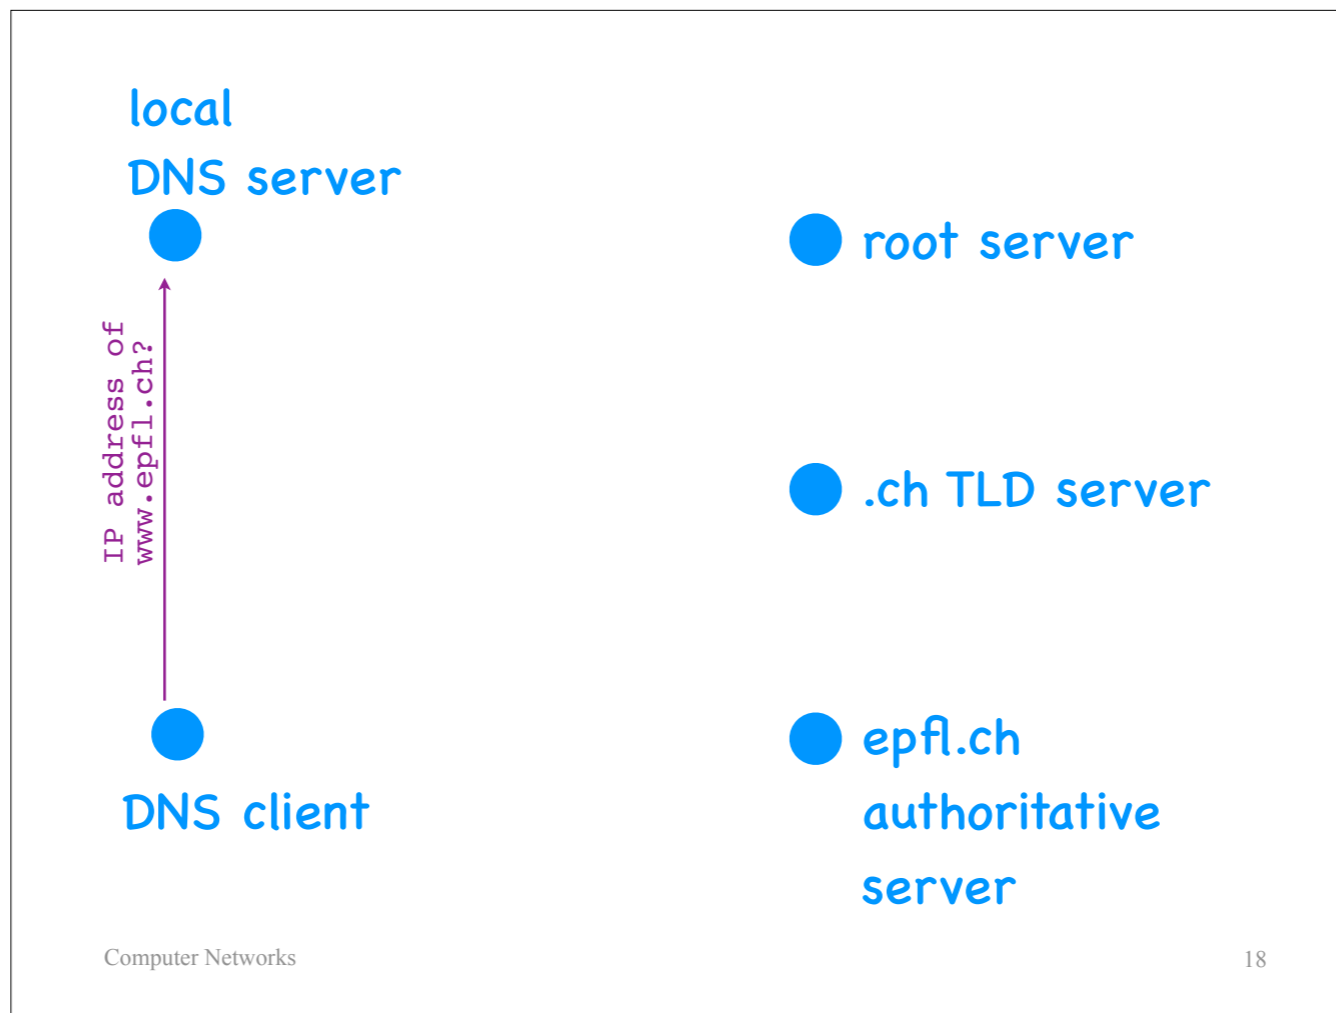 local
DNS server
root server
IP address of
www.epfl.ch?
.ch TLD server
DNS client
epfl.ch
authoritative
server
Computer Networks
18